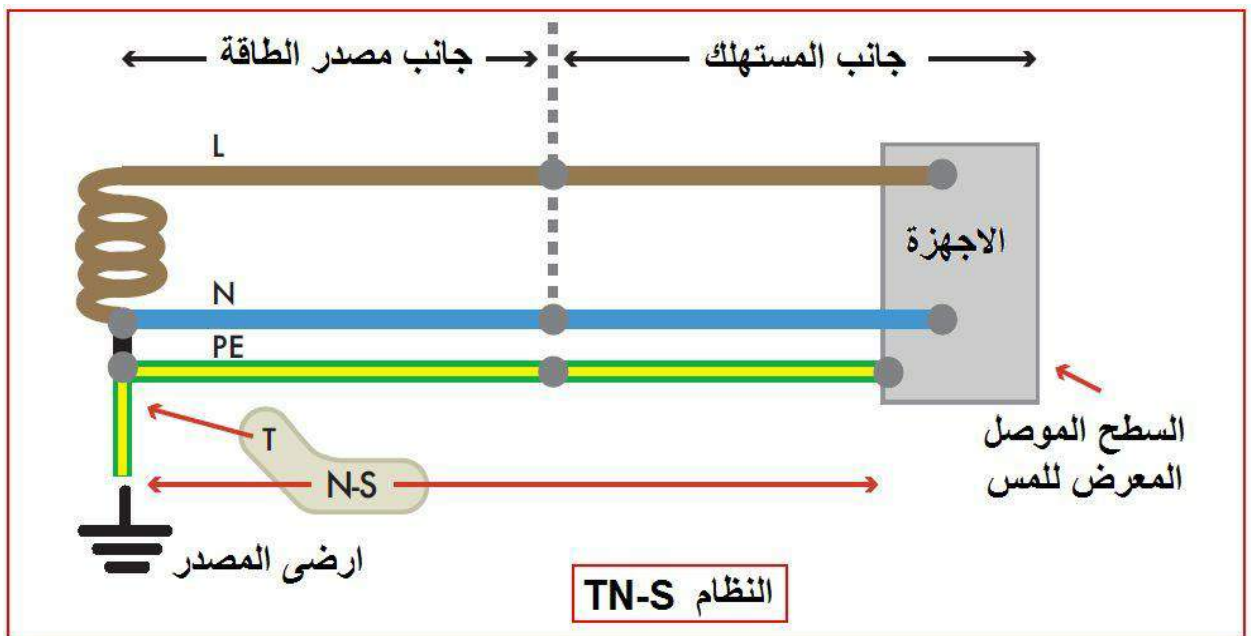 جانب مصدر الطاقة
جانب المستهلك
L
الاجهزة
N
PE
T
N-S
السطح الموصل
المعرض للمس
ارضى المصدر
النظام TN-S